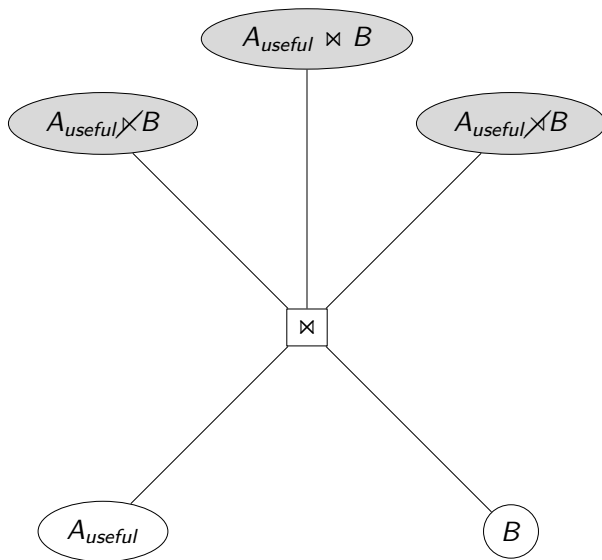 A_useful ⋈ B
A_useful ⋉̸ B
A_useful ⋊̸ B
⋈
A_useful
B